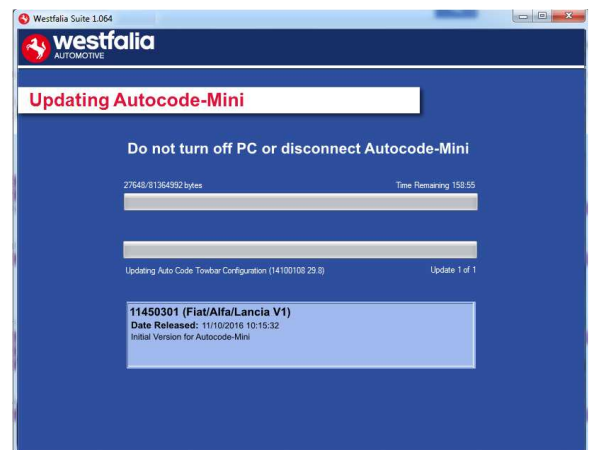 Westfalia Suite 1.064
westfalia
AUTOMOTIVE
Updating Autocode-Mini
Do not turn off PC or disconnect Autocode-Mini
27648/81364992 bytes Time Remaining 158:55
Updating Auto Code Towbar Configuration (14100108 29.8) Update 1 of 1
11450301 (Fiat/Alfa/Lancia V1)
Date Released: 11/10/2016 10:15:32
Initial Version for Autocode-Mini